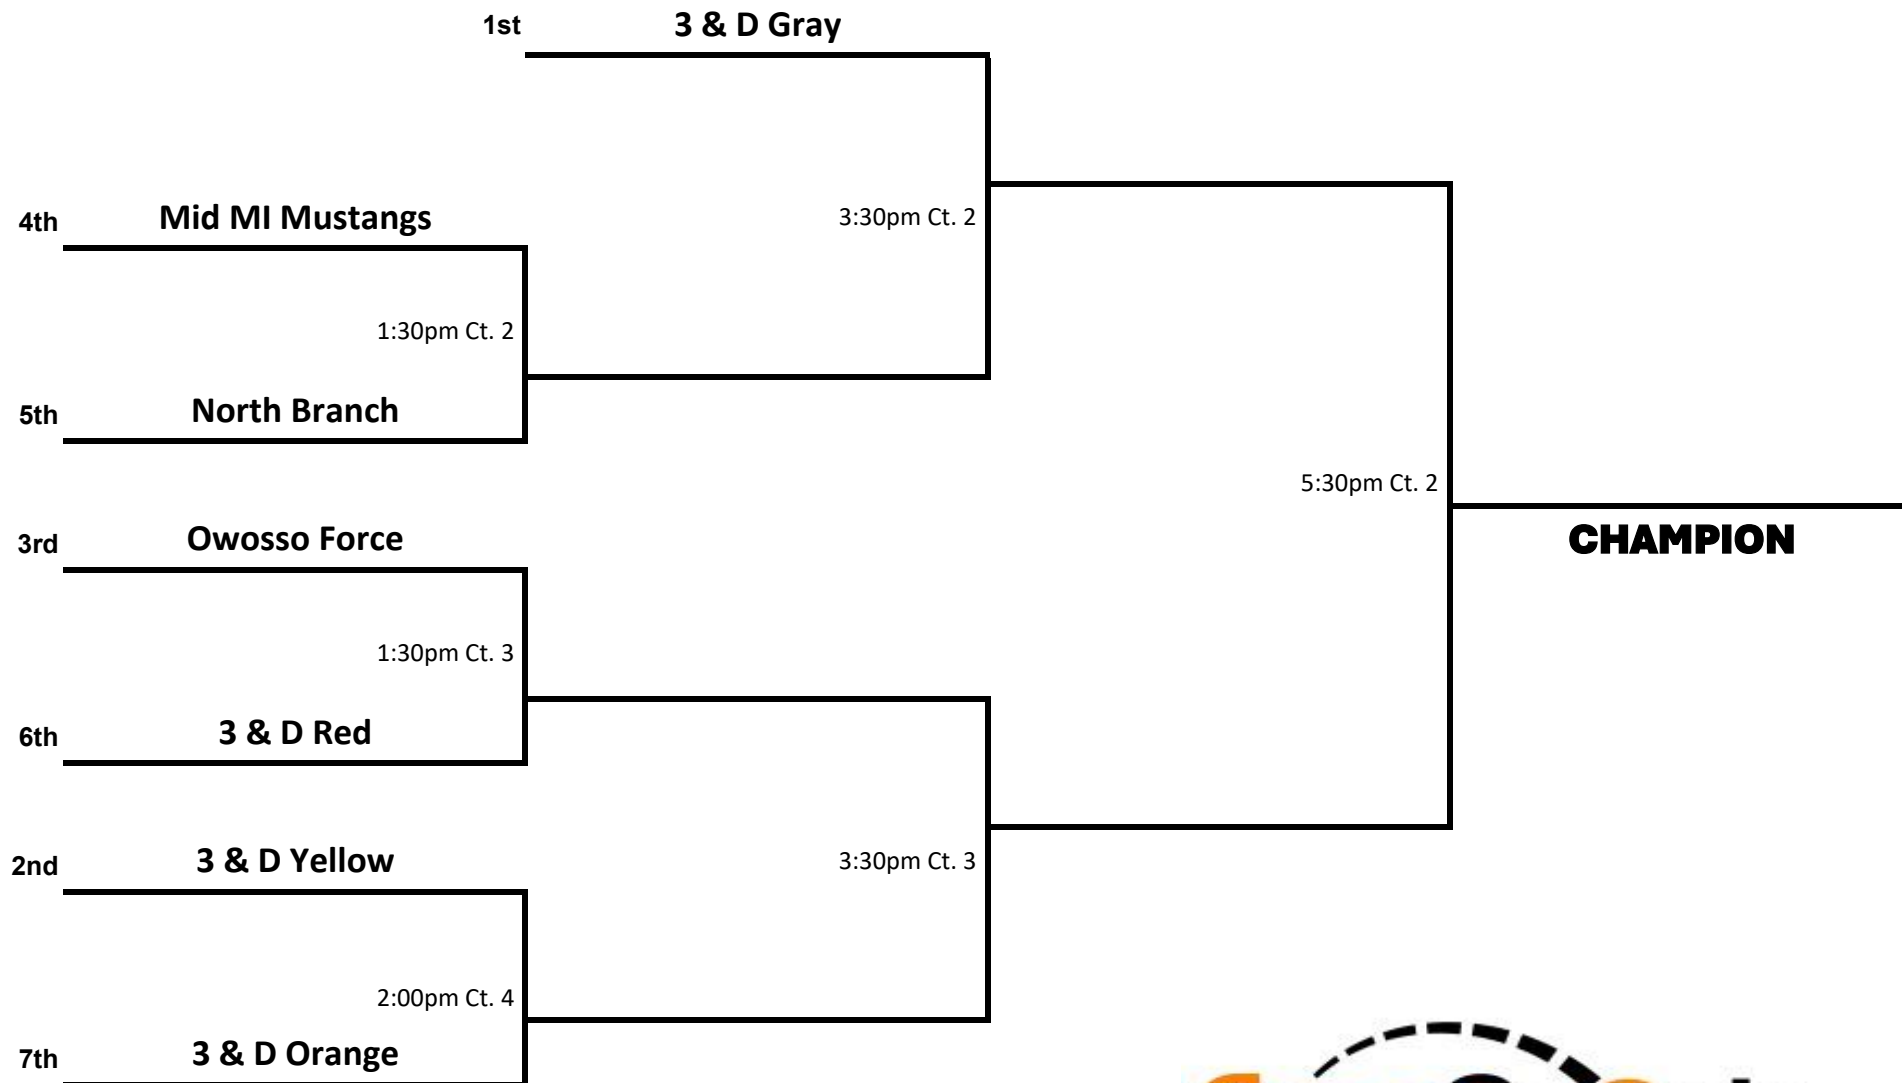 1st 3 & D Gray
4th Mid MI Mustangs
3:30pm Ct. 2
1:30pm Ct. 2
5th North Branch
5:30pm Ct. 2
3rd Owosso Force
CHAMPION
1:30pm Ct. 3
6th 3 & D Red
2nd 3 & D Yellow
3:30pm Ct. 3
2:00pm Ct. 4
7th 3 & D Orange